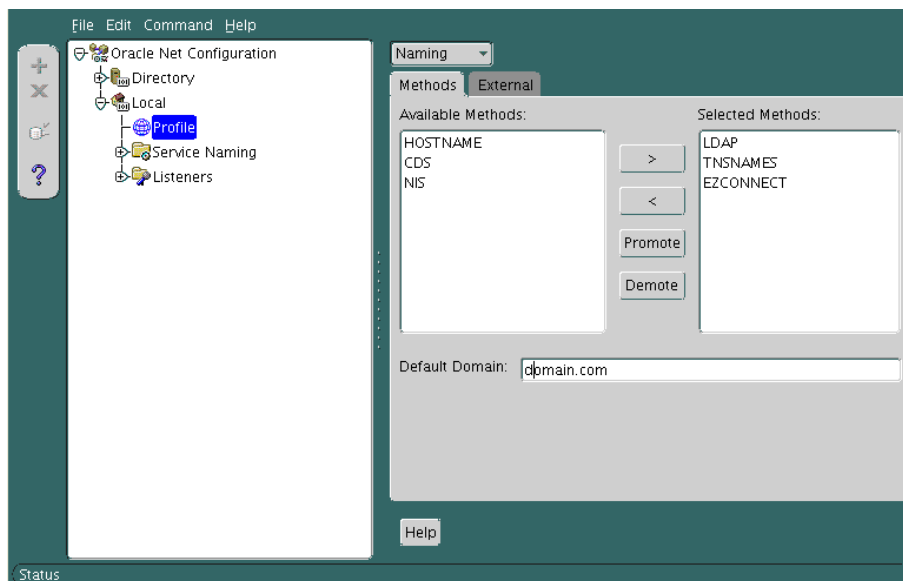 File Edit Command Help
Oracle Net Configuration
Directory
Local
Profile
Service Naming
Listeners
Naming
Methods External
Available Methods:
HOSTNAME
CDS
NIS
>
<
Promote
Demote
Selected Methods:
LDAP
TNSNAMES
EZCONNECT
Default Domain: domain.com
Help
Status